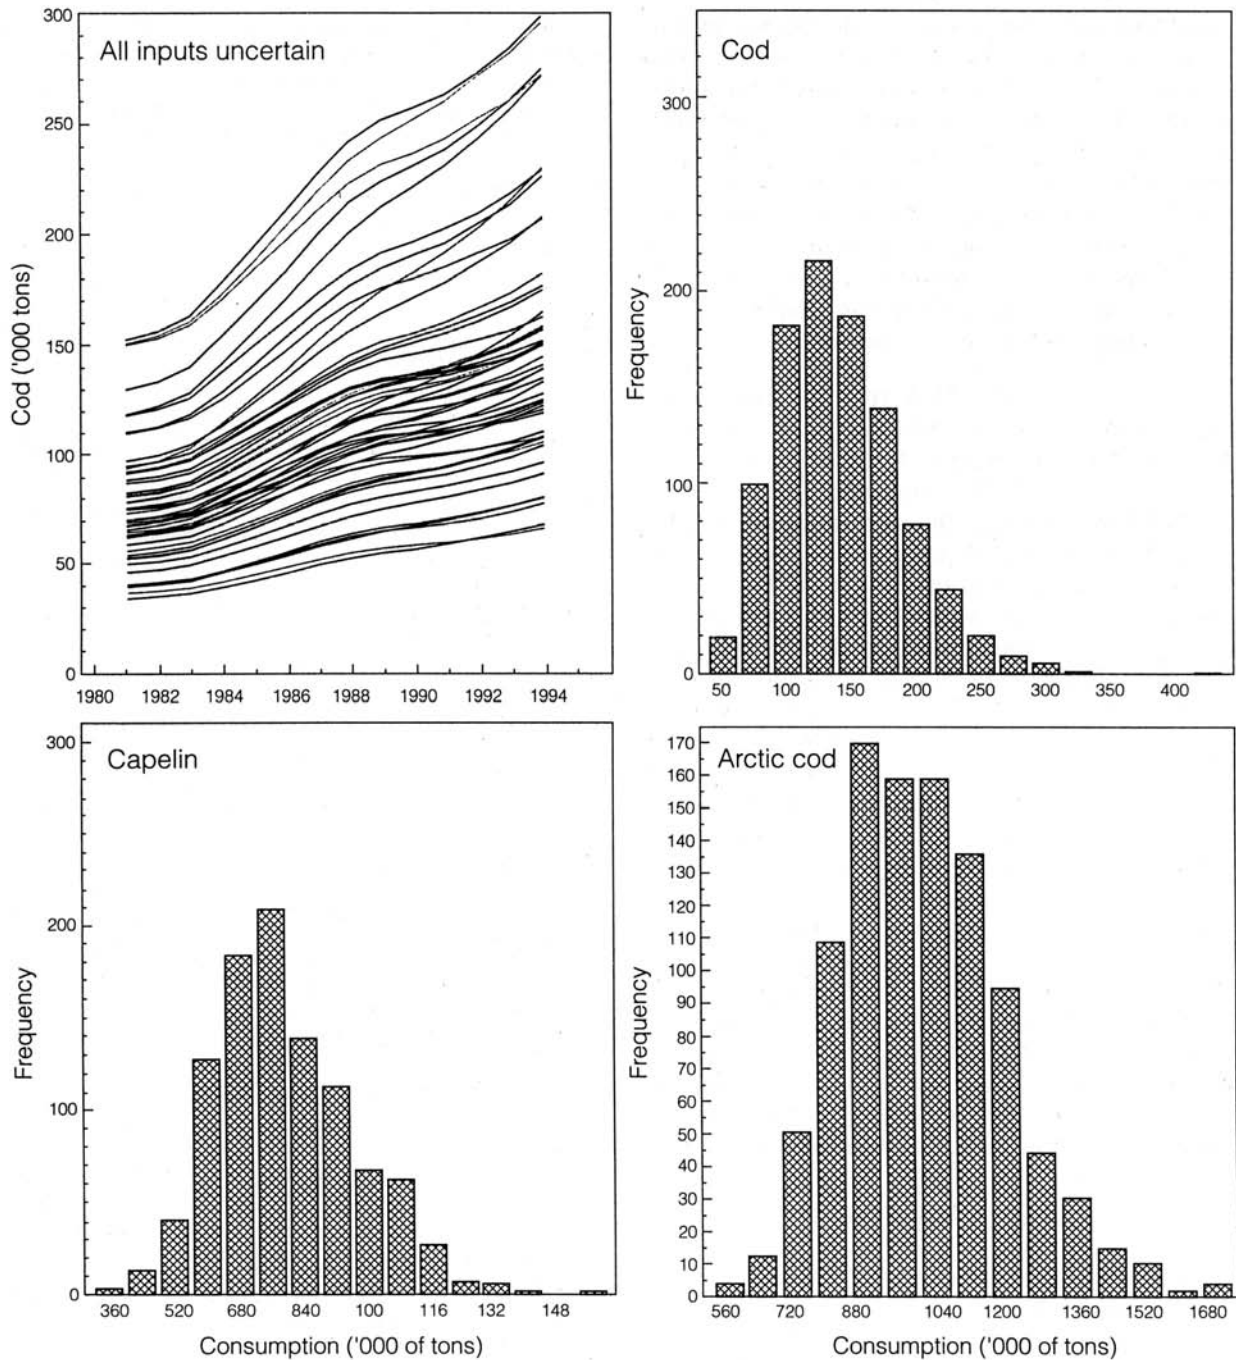 All inputs uncertain
Cod ('000 tons)
300
250
200
150
100
50
0
1980 1982 1984 1986 1988 1990 1992 1994
Cod
Frequency
300
200
100
0
50 100 150 200 250 300 350 400
Capelin
Frequency
300
200
100
0
360 520 680 840 100 116 132 148
Consumption ('000 of tons)
Arctic cod
Frequency
170
160
150
140
130
120
110
100
90
80
70
60
50
40
30
20
10
0
560 720 880 1040 1200 1360 1520 1680
Consumption ('000 of tons)